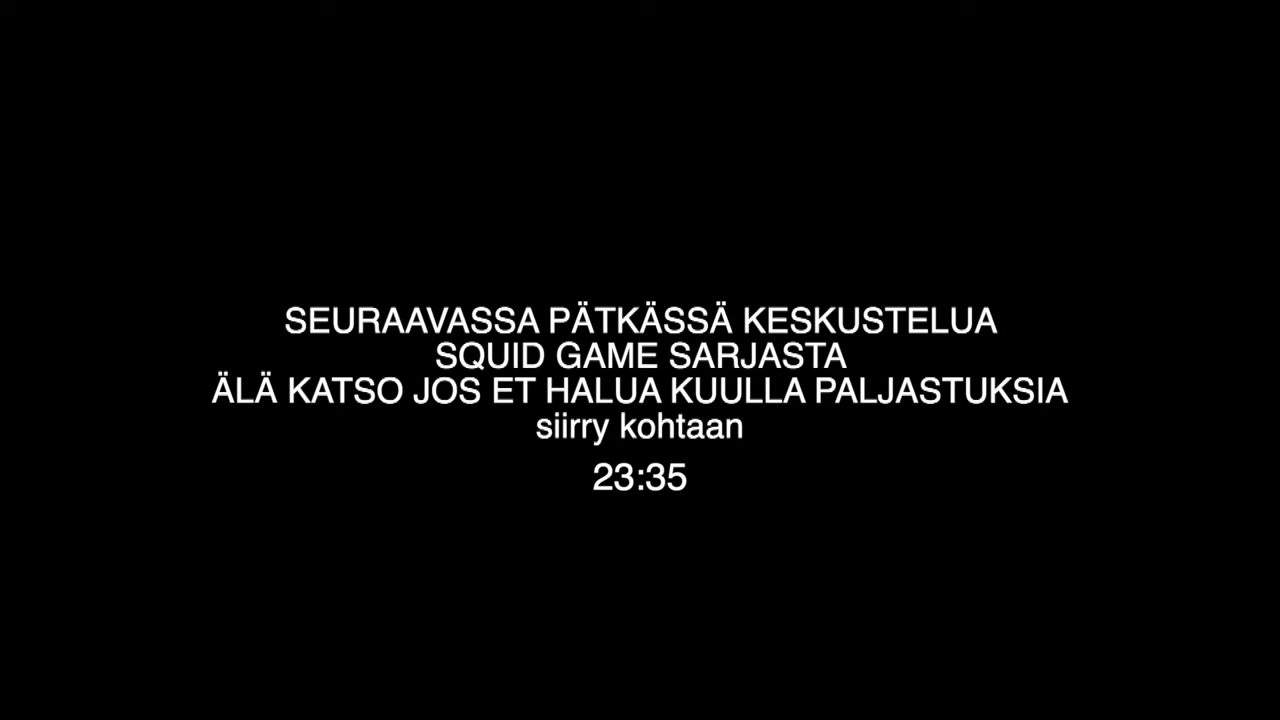 SEURAAVASSA PÄTKÄSSÄ KESKUSTELUA
SQUID GAME SARJASTA
ÄLÄ KATSO JOS ET HALUA KUULLA PALJASTUKSIA
siirry kohtaan
23:35